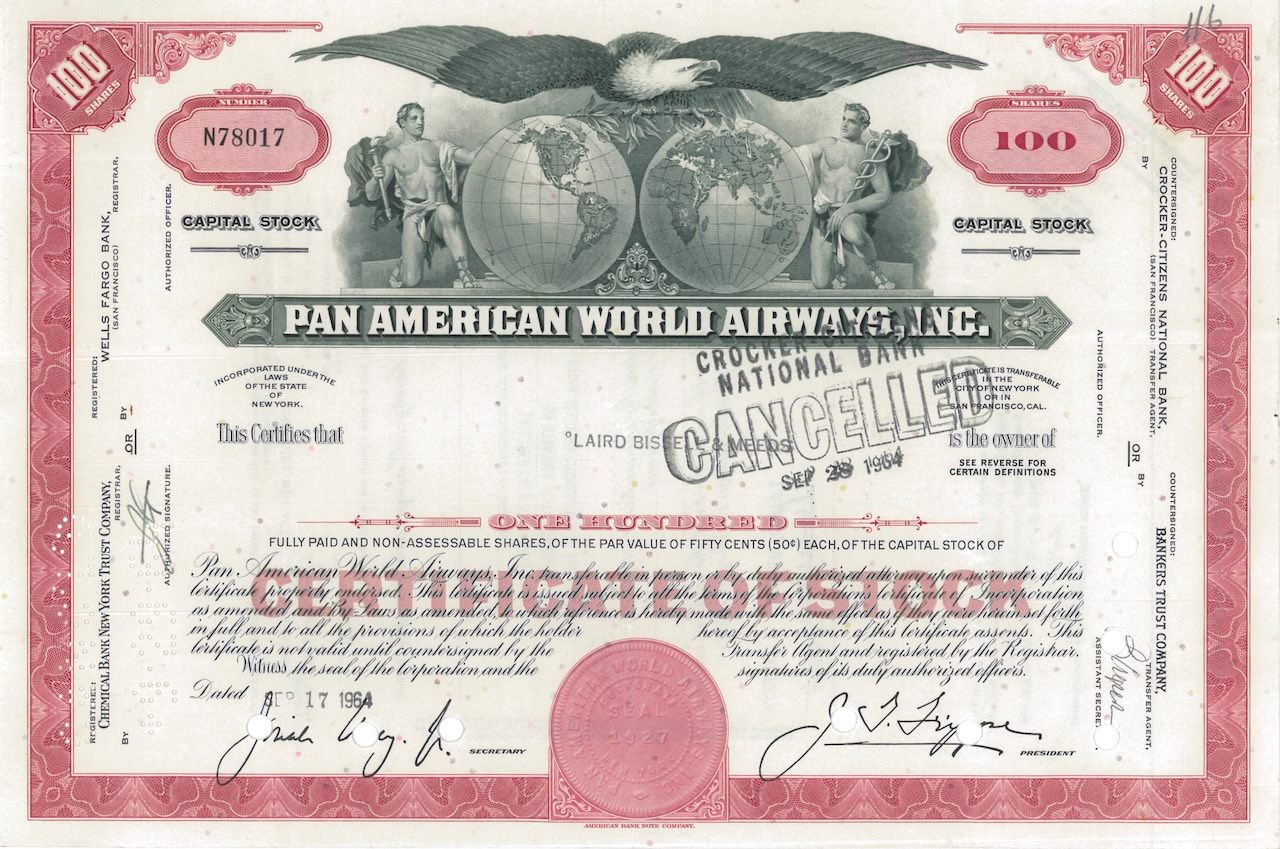 100 SHARES
100 SHARES
NUMBER
N78017
SHARES
100
CAPITAL STOCK
CAPITAL STOCK
PAN AMERICAN WORLD AIRWAYS, INC.
INCORPORATED UNDER THE
LAWS
OF THE STATE
OF
NEW YORK.
NATIONAL BANK
CANCELLED
SEP 28 1964
THIS CERTIFICATE IS TRANSFERABLE
IN THE
CITY OF NEW YORK
OR IN
SAN FRANCISCO, CAL.
This Certifies that
LAIRD BISSELL & MEEDS
is the owner of
SEE REVERSE FOR
CERTAIN DEFINITIONS
ONE HUNDRED
FULLY PAID AND NON-ASSESSABLE SHARES, OF THE PAR VALUE OF FIFTY CENTS (50¢) EACH, OF THE CAPITAL STOCK OF
CERTIFICATE OF STOCK
Pan American World Airways, Inc. transferable in person or by duly authorized attorney upon surrender of this
certificate properly endorsed. This certificate is issued subject to all the terms of the Corporation's Certificate of Incorporation
as amended and By-Laws as amended, to which reference is hereby made with the same effect as if they were herein set forth
in full and to all the provisions of which the holder hereof by acceptance of this certificate assents. This
certificate is not valid until countersigned by the Transfer Agent and registered by the Registrar.
Witness the seal of the corporation and the signatures of its duly authorized officers.
Dated SEP 17 1964
SECRETARY
PRESIDENT
SEAL
1927
AMERICAN BANK NOTE COMPANY.
REGISTERED:
WELLS FARGO BANK,
(SAN FRANCISCO) REGISTRAR.
BY
AUTHORIZED OFFICER.
OR
REGISTERED:
CHEMICAL BANK NEW YORK TRUST COMPANY,
REGISTRAR,
BY
AUTHORIZED SIGNATURE.
COUNTERSIGNED:
CROCKER-CITIZENS NATIONAL BANK,
(SAN FRANCISCO) TRANSFER AGENT,
BY
AUTHORIZED OFFICER.
OR
COUNTERSIGNED:
BANKERS TRUST COMPANY,
TRANSFER AGENT.
BY
ASSISTANT SECRE